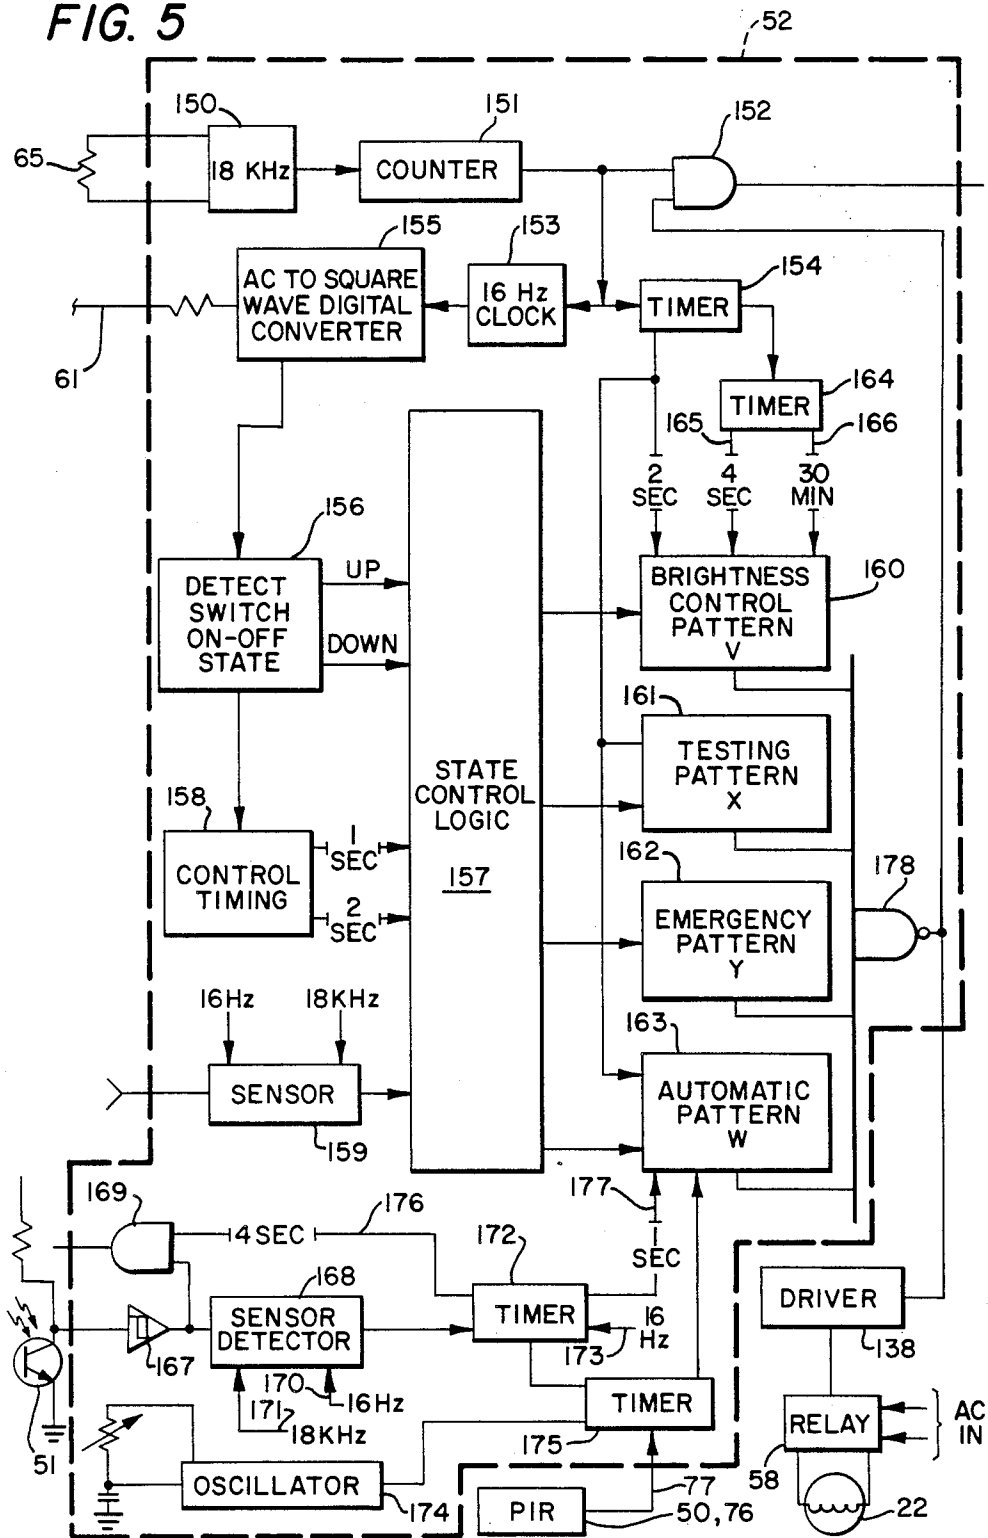 FIG. 5
52
150
151
152
65
18 KHz
COUNTER
155
153
154
AC TO SQUARE
WAVE DIGITAL
CONVERTER
16 Hz
CLOCK
TIMER
61
164
TIMER
165
166
2
SEC
4
SEC
30
MIN
156
UP
DETECT
SWITCH
ON-OFF
STATE
DOWN
BRIGHTNESS
CONTROL
PATTERN
V
160
161
TESTING
PATTERN
X
STATE
CONTROL
LOGIC
157
158
CONTROL
TIMING
1
SEC
2
SEC
162
178
EMERGENCY
PATTERN
Y
16Hz
18KHz
163
SENSOR
159
AUTOMATIC
PATTERN
W
169
177
4 SEC
176
172
SEC
168
SENSOR
DETECTOR
TIMER
16
Hz
173
DRIVER
138
167
170
16Hz
171
18KHz
TIMER
175
RELAY
AC
IN
58
51
OSCILLATOR
174
77
PIR
50,76
22